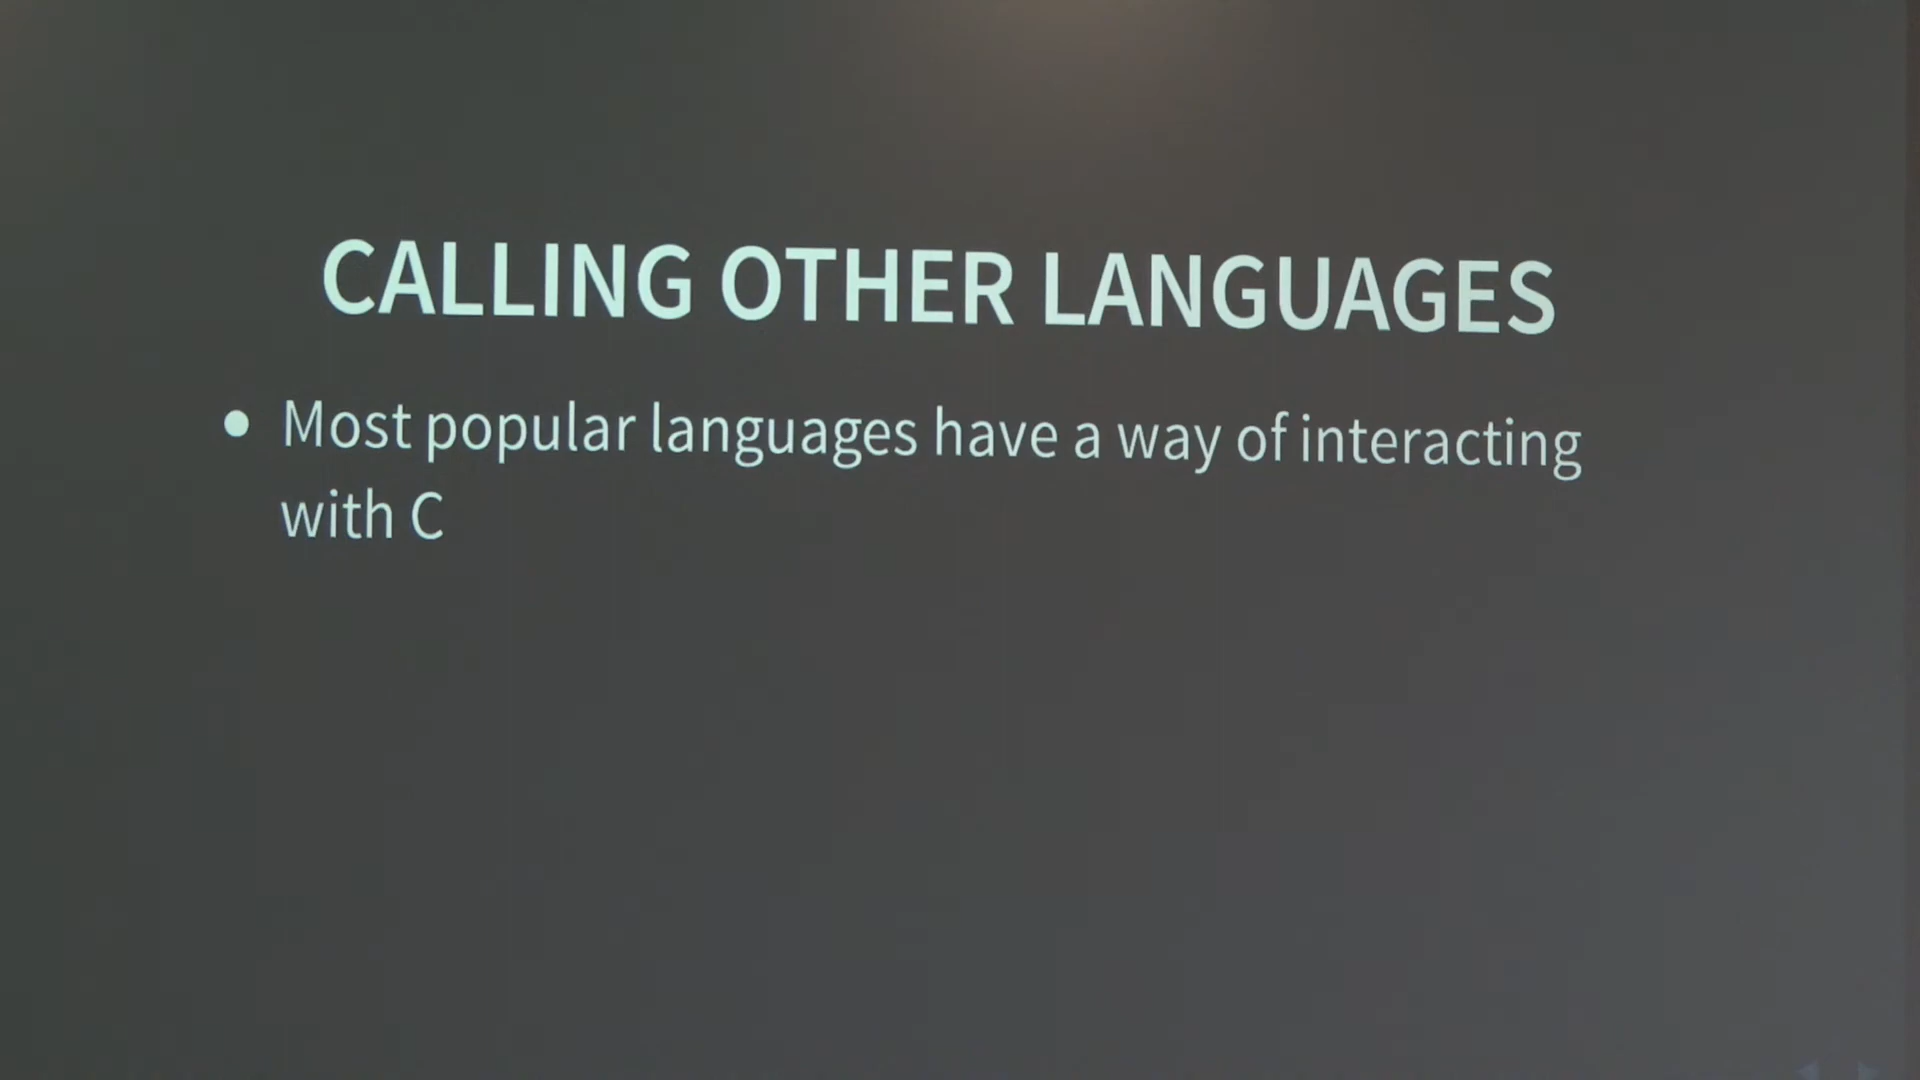 CALLING OTHER LANGUAGES
Most popular languages have a way of interacting
with C